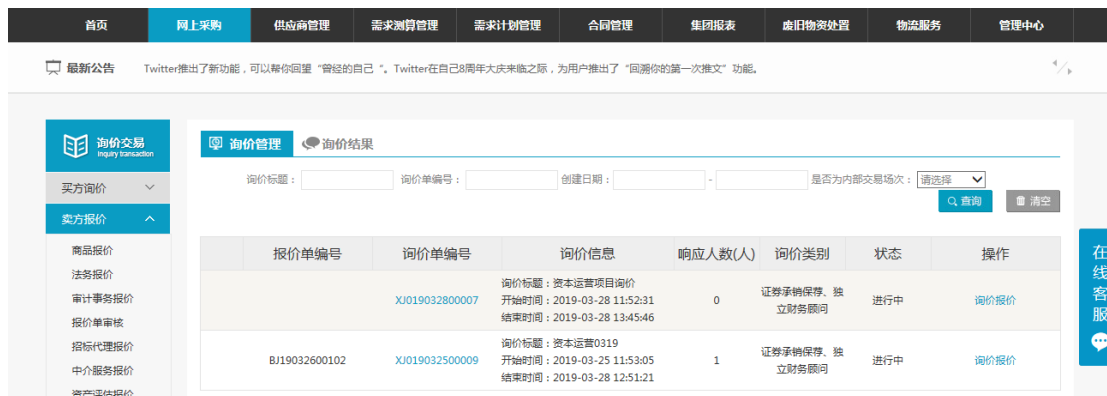 首页 网上采购 供应商管理 需求测算管理 需求计划管理 合同管理 集团报表 废旧物资处置 物流服务 管理中心
最新公告 Twitter推出了新功能，可以帮你回望“曾经的自己 “。Twitter在自己8周年大庆来临之际，为用户推出了“回溯你的第一次推文”功能。
询价交易
Inquiry transaction
买方询价
卖方报价
商品报价
法务报价
审计事务报价
报价单审核
招标代理报价
中介服务报价
资产评估报价
询价管理 询价结果
询价标题： 询价单编号： 创建日期： - 是否为内部交易场次： 请选择
查询 清空
报价单编号 询价单编号 询价信息 响应人数(人) 询价类别 状态 操作
询价标题：资本运营项目询价
XJ019032800007 开始时间：2019-03-28 11:52:31 0 证券承销保荐、独 进行中 询价报价
结束时间：2019-03-28 13:45:46 立财务顾问
询价标题：资本运营0319
BJ19032600102 XJ019032500009 开始时间：2019-03-25 11:53:05 1 证券承销保荐、独 进行中 询价报价
结束时间：2019-03-28 12:51:21 立财务顾问
在线客服